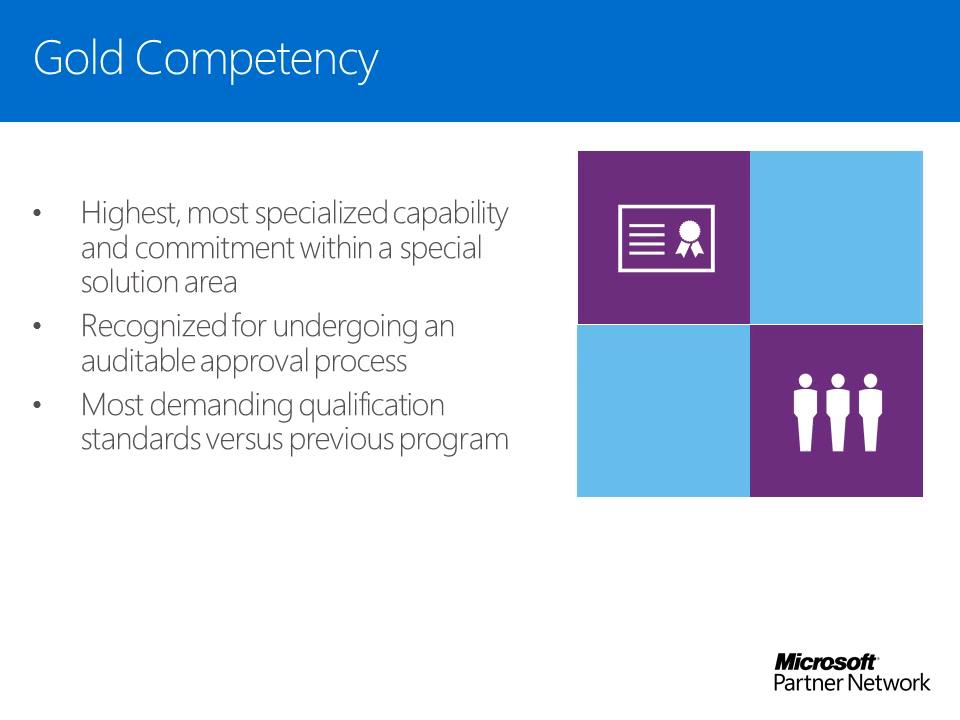 Gold Competency
• Highest, most specialized capability
and commitment within a special
solution area
• Recognized for undergoing an
auditable approval process
• Most demanding qualification
standards versus previous program
Microsoft
Partner Network